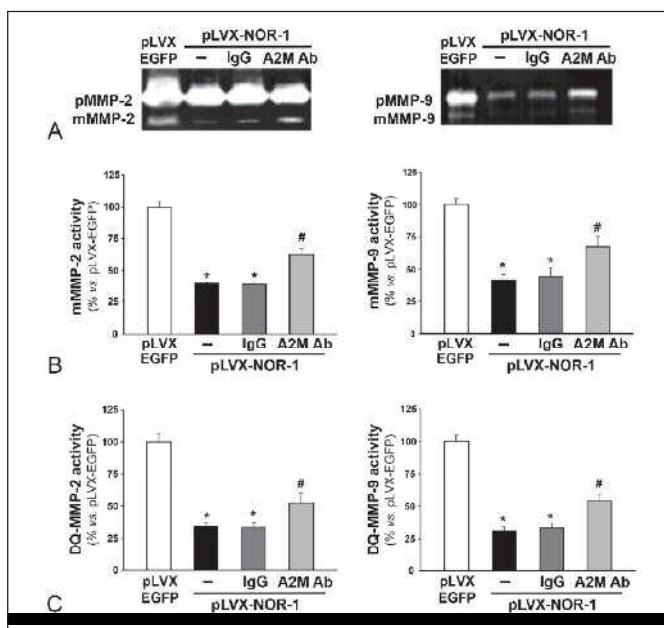 pLVX EGFP
pLVX-NOR-1
– IgG A2M Ab
pMMP-2
mMMP-2
pLVX EGFP
pLVX-NOR-1
– IgG A2M Ab
pMMP-9
mMMP-9
A
mMMP-2 activity
(% vs. pLVX-EGFP)
125
100
75
50
25
0
* * #
pLVX EGFP
– IgG A2M Ab
pLVX-NOR-1
mMMP-9 activity
(% vs. pLVX-EGFP)
125
100
75
50
25
0
* * #
pLVX EGFP
– IgG A2M Ab
pLVX-NOR-1
B
DQ-MMP-2 activity
(% vs. pLVX-EGFP)
125
100
75
50
25
0
* * #
pLVX EGFP
– IgG A2M Ab
pLVX-NOR-1
DQ-MMP-9 activity
(% vs. pLVX-EGFP)
125
100
75
50
25
0
* * #
pLVX EGFP
– IgG A2M Ab
pLVX-NOR-1
C